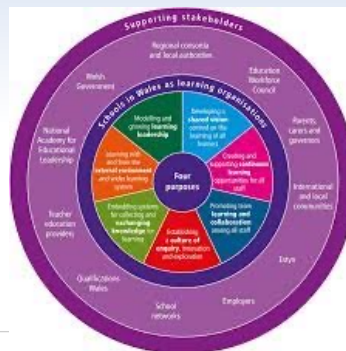 Supporting stakeholders
Regional consortia
and local authorities
Education
Workforce
Council
Parents,
carers and
governors
International
and local
communities
Estyn
Employers
School
networks
Qualifications
Wales
Teacher
education
providers
National
Academy for
Educational
Leadership
Welsh
Government
Schools in Wales as learning organisations
Developing a
shared vision
centred on the
learning of all
learners
Creating and
supporting continuous
learning
opportunities for all
staff
Promoting team
learning and
collaboration
among all staff
Establishing
a culture of
enquiry, innovation
and exploration
Embedding systems
for collecting and
exchanging
knowledge for
learning
Learning with
and from the
external environment
and wider learning
system
Modelling and
growing learning
leadership
Four
purposes